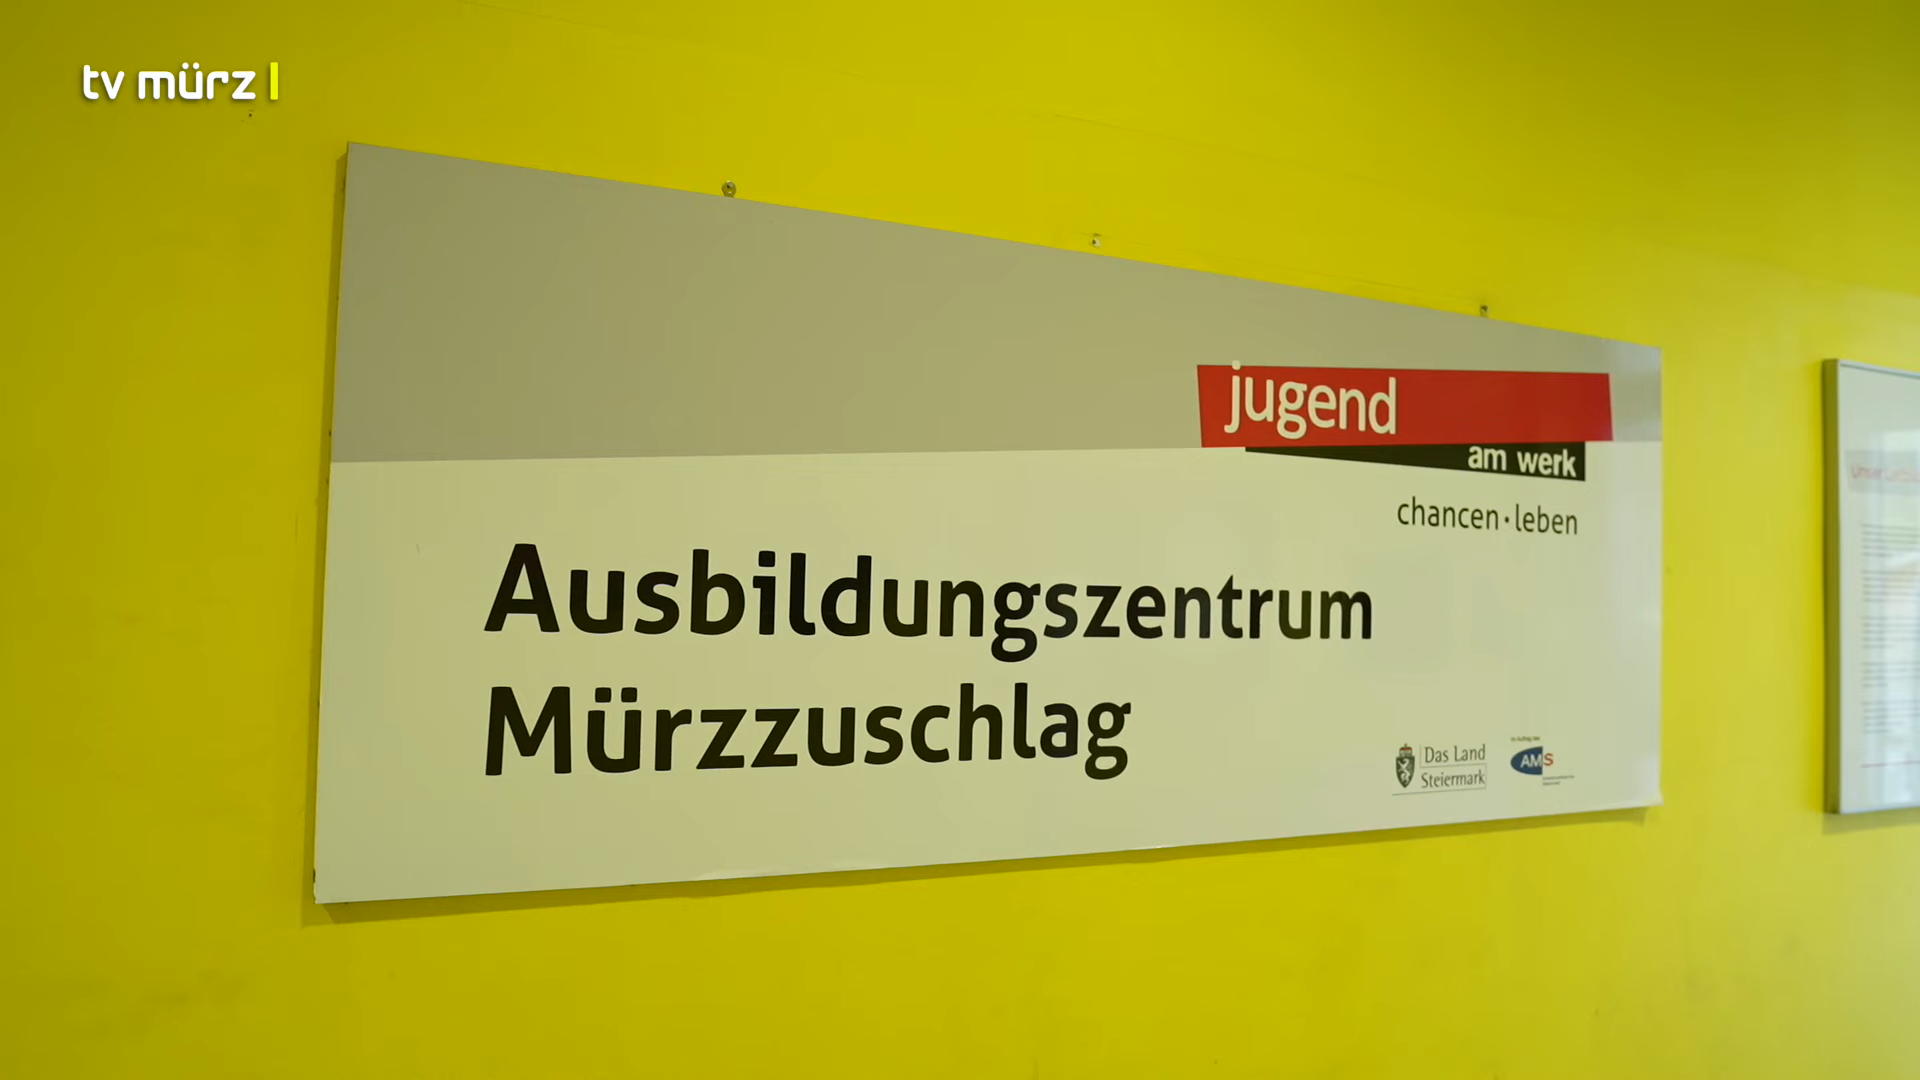 tv mürz
jugend
am werk
chancen·leben
Ausbildungszentrum
Mürzzuschlag
Das Land
Steiermark
AMS